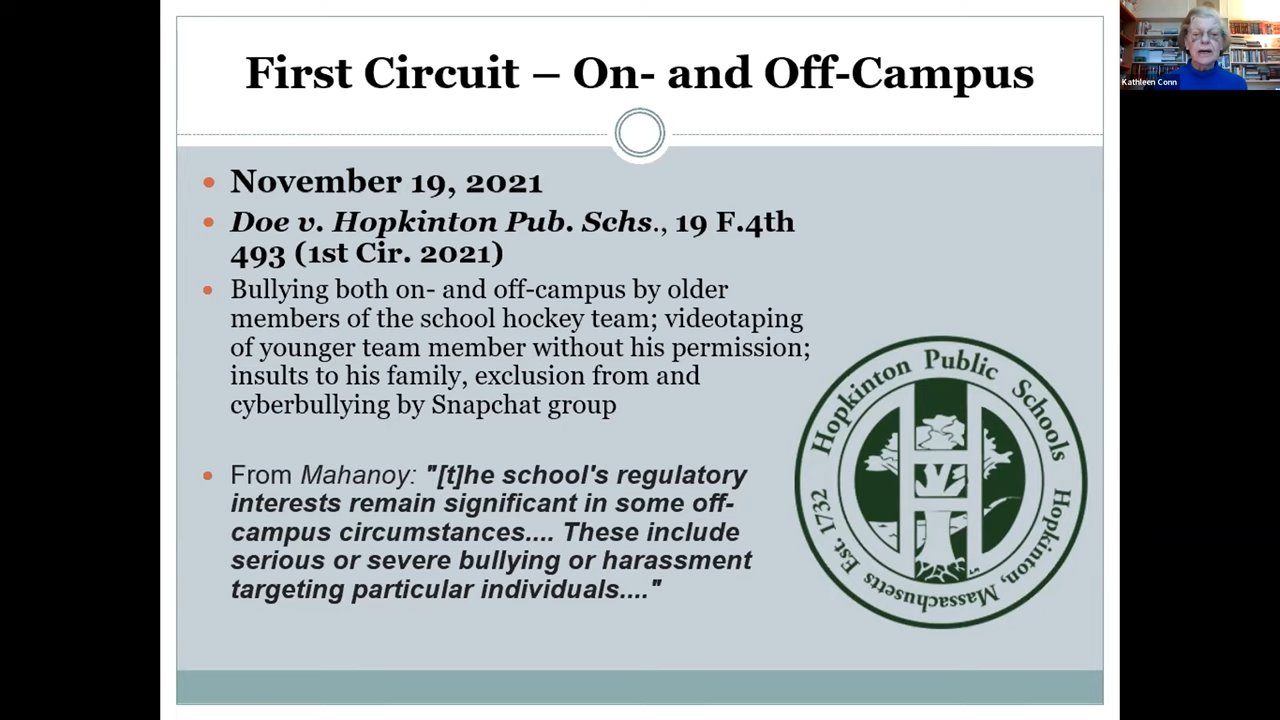 First Circuit – On- and Off-Campus
Kathleen Conn
• November 19, 2021
• Doe v. Hopkinton Pub. Schs., 19 F.4th
493 (1st Cir. 2021)
• Bullying both on- and off-campus by older
members of the school hockey team; videotaping
of younger team member without his permission;
insults to his family, exclusion from and
cyberbullying by Snapchat group
• From Mahanoy: "[t]he school's regulatory
interests remain significant in some off-
campus circumstances.... These include
serious or severe bullying or harassment
targeting particular individuals...."
Hopkinton Public Schools
Hopkinton, Massachusetts Est. 1732